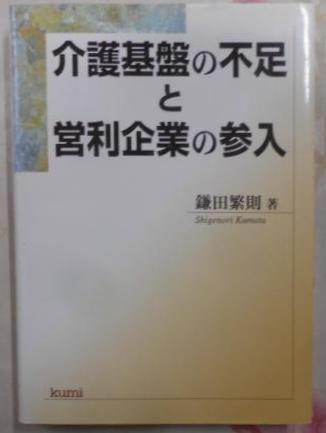 介護基盤の不足
と
営利企業の参入
鎌田繁則 著
Shigenori Kamata
kumi